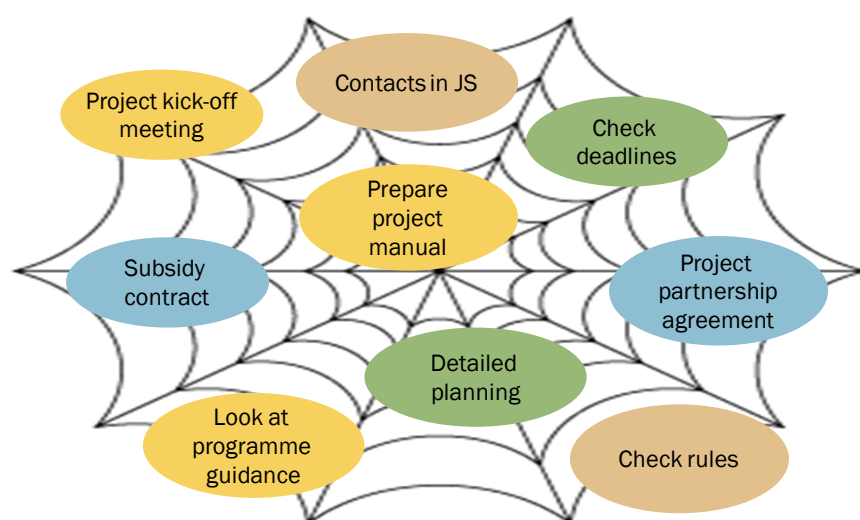 Contacts in JS
Project kick-off
meeting
Check
deadlines
Prepare
project
manual
Subsidy
contract
Project
partnership
agreement
Detailed
planning
Look at
programme
guidance
Check rules